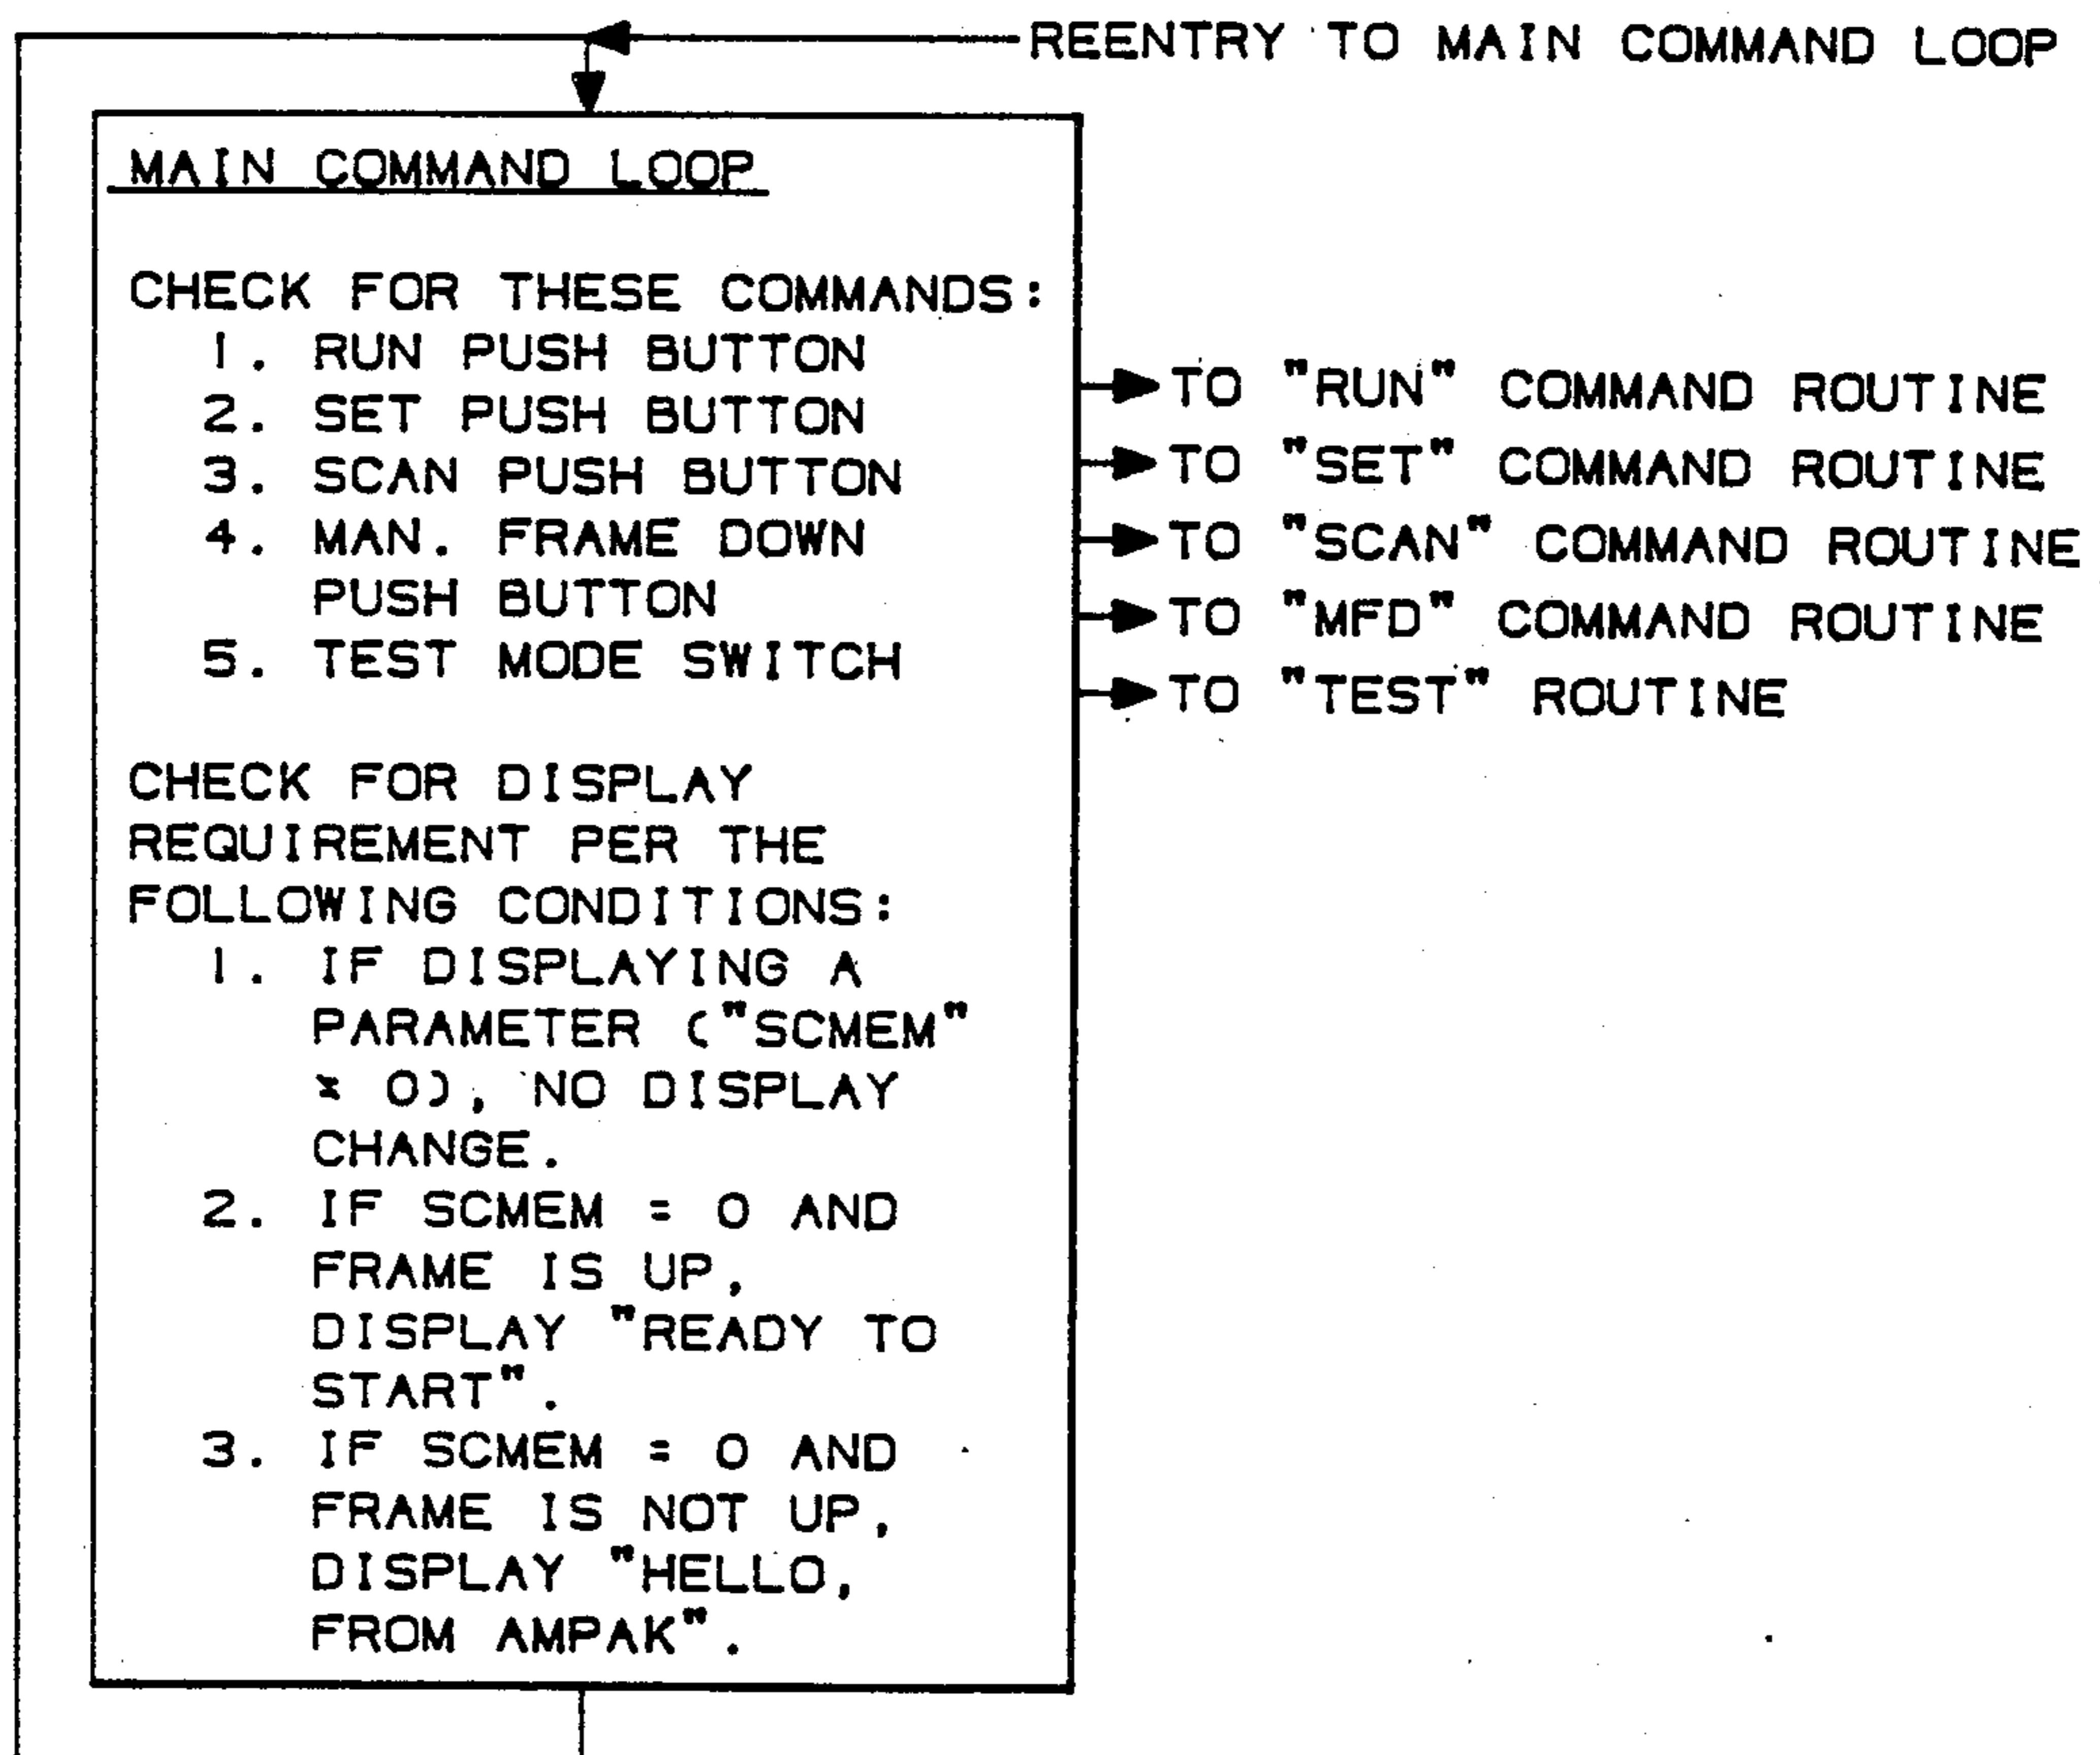 REENTRY TO MAIN COMMAND LOOP
MAIN COMMAND LOOP
CHECK FOR THESE COMMANDS:
1. RUN PUSH BUTTON
2. SET PUSH BUTTON
3. SCAN PUSH BUTTON
4. MAN. FRAME DOWN
PUSH BUTTON
5. TEST MODE SWITCH
TO "RUN" COMMAND ROUTINE
TO "SET" COMMAND ROUTINE
TO "SCAN" COMMAND ROUTINE
TO "MFD" COMMAND ROUTINE
TO "TEST" ROUTINE
CHECK FOR DISPLAY
REQUIREMENT PER THE
FOLLOWING CONDITIONS:
1. IF DISPLAYING A
PARAMETER ("SCMEM"
0), NO DISPLAY
CHANGE.
2. IF SCMEM = 0 AND
FRAME IS UP,
DISPLAY "READY TO
START".
3. IF SCMEM = 0 AND
FRAME IS NOT UP,
DISPLAY "HELLO,
FROM AMPAK".